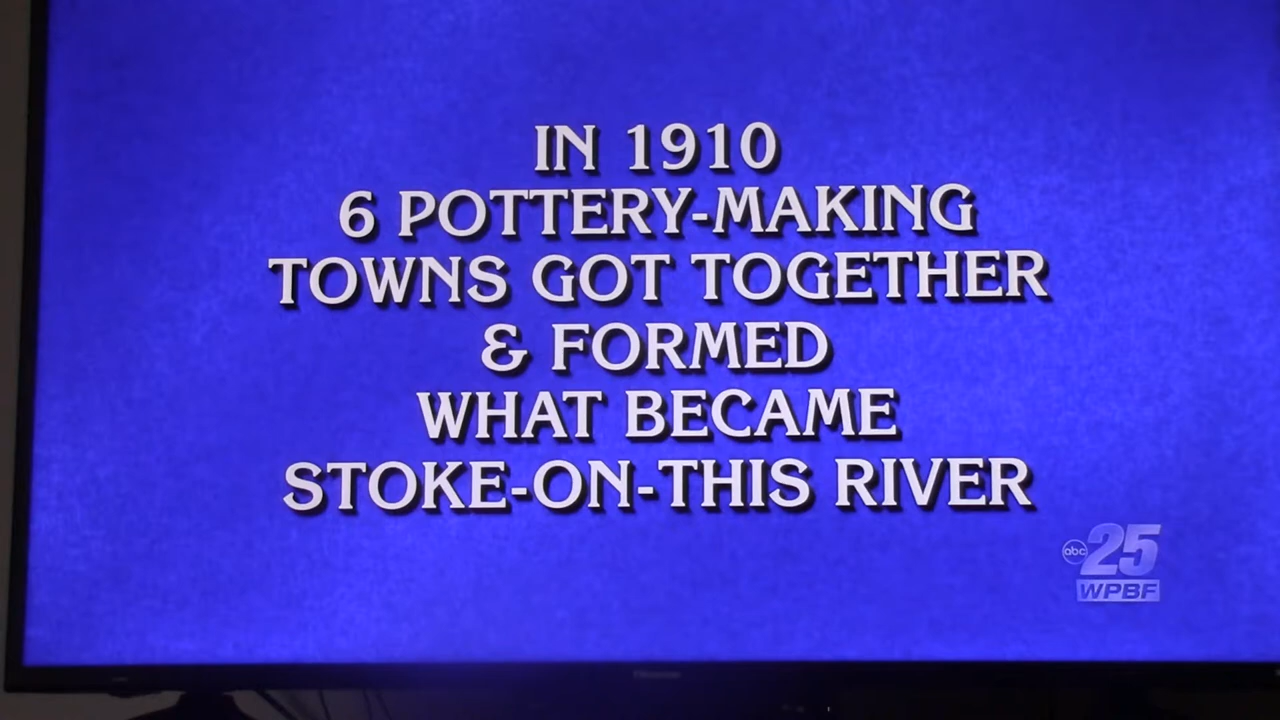 IN 1910
6 POTTERY-MAKING
TOWNS GOT TOGETHER
& FORMED
WHAT BECAME
STOKE-ON-THIS RIVER
abc 25
WPBF